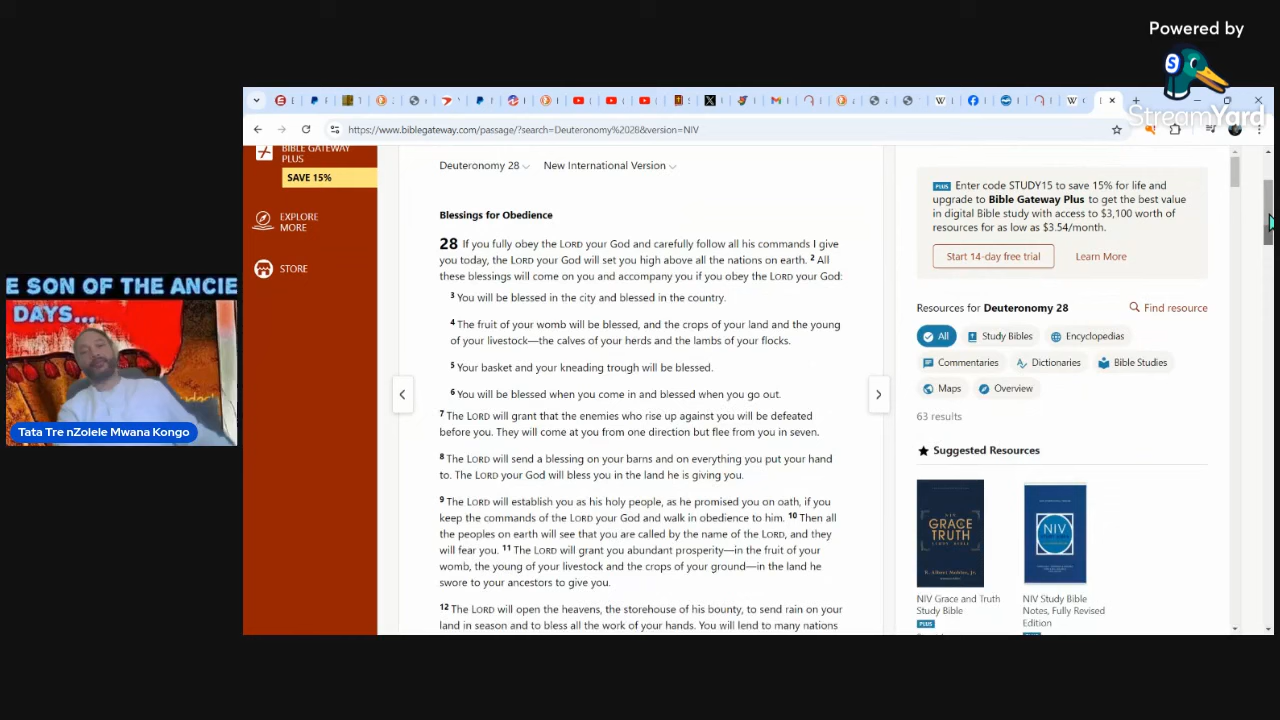 Powered by
StreamYard
https://www.biblegateway.com/passage/?search=Deuteronomy%2028&version=NIV
BIBLE GATEWAY
PLUS
SAVE 15%
EXPLORE
MORE
STORE
E SON OF THE ANCIE
DAYS...
Tata Tre nZolele Mwana Kongo
Deuteronomy 28 New International Version
Blessings for Obedience
28 If you fully obey the LORD your God and carefully follow all his commands I give
you today, the LORD your God will set you high above all the nations on earth. 2 All
these blessings will come on you and accompany you if you obey the LORD your God:
3 You will be blessed in the city and blessed in the country.
4 The fruit of your womb will be blessed, and the crops of your land and the young
of your livestock—the calves of your herds and the lambs of your flocks.
5 Your basket and your kneading trough will be blessed.
6 You will be blessed when you come in and blessed when you go out.
7 The LORD will grant that the enemies who rise up against you will be defeated
before you. They will come at you from one direction but flee from you in seven.
8 The LORD will send a blessing on your barns and on everything you put your hand
to. The LORD your God will bless you in the land he is giving you.
9 The LORD will establish you as his holy people, as he promised you on oath, if you
keep the commands of the LORD your God and walk in obedience to him. 10 Then all
the peoples on earth will see that you are called by the name of the LORD, and they
will fear you. 11 The LORD will grant you abundant prosperity—in the fruit of your
womb, the young of your livestock and the crops of your ground—in the land he
swore to your ancestors to give you.
12 The LORD will open the heavens, the storehouse of his bounty, to send rain on your
land in season and to bless all the work of your hands. You will lend to many nations
PLUS Enter code STUDY15 to save 15% for life and
upgrade to Bible Gateway Plus to get the best value
in digital Bible study with access to $3,100 worth of
resources for as low as $3.54/month.
Start 14-day free trial Learn More
Resources for Deuteronomy 28 Find resource
All Study Bibles Encyclopedias
Commentaries Dictionaries Bible Studies
Maps Overview
63 results
Suggested Resources
NIV
GRACE
TRUTH
NIV
NIV Grace and Truth
Study Bible
PLUS
NIV Study Bible
Notes, Fully Revised
Edition